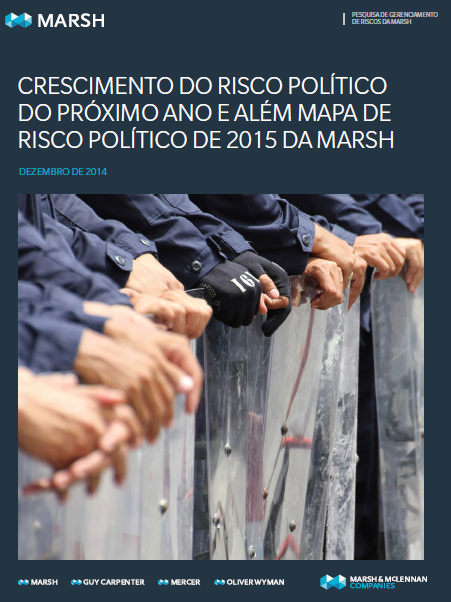 MARSH
PESQUISA DE GERENCIAMENTO
DE RISCOS DA MARSH
CRESCIMENTO DO RISCO POLÍTICO
DO PRÓXIMO ANO E ALÉM MAPA DE
RISCO POLÍTICO DE 2015 DA MARSH
DEZEMBRO DE 2014
MARSH GUY CARPENTER MERCER OLIVER WYMAN
MARSH & MCLENNAN
COMPANIES